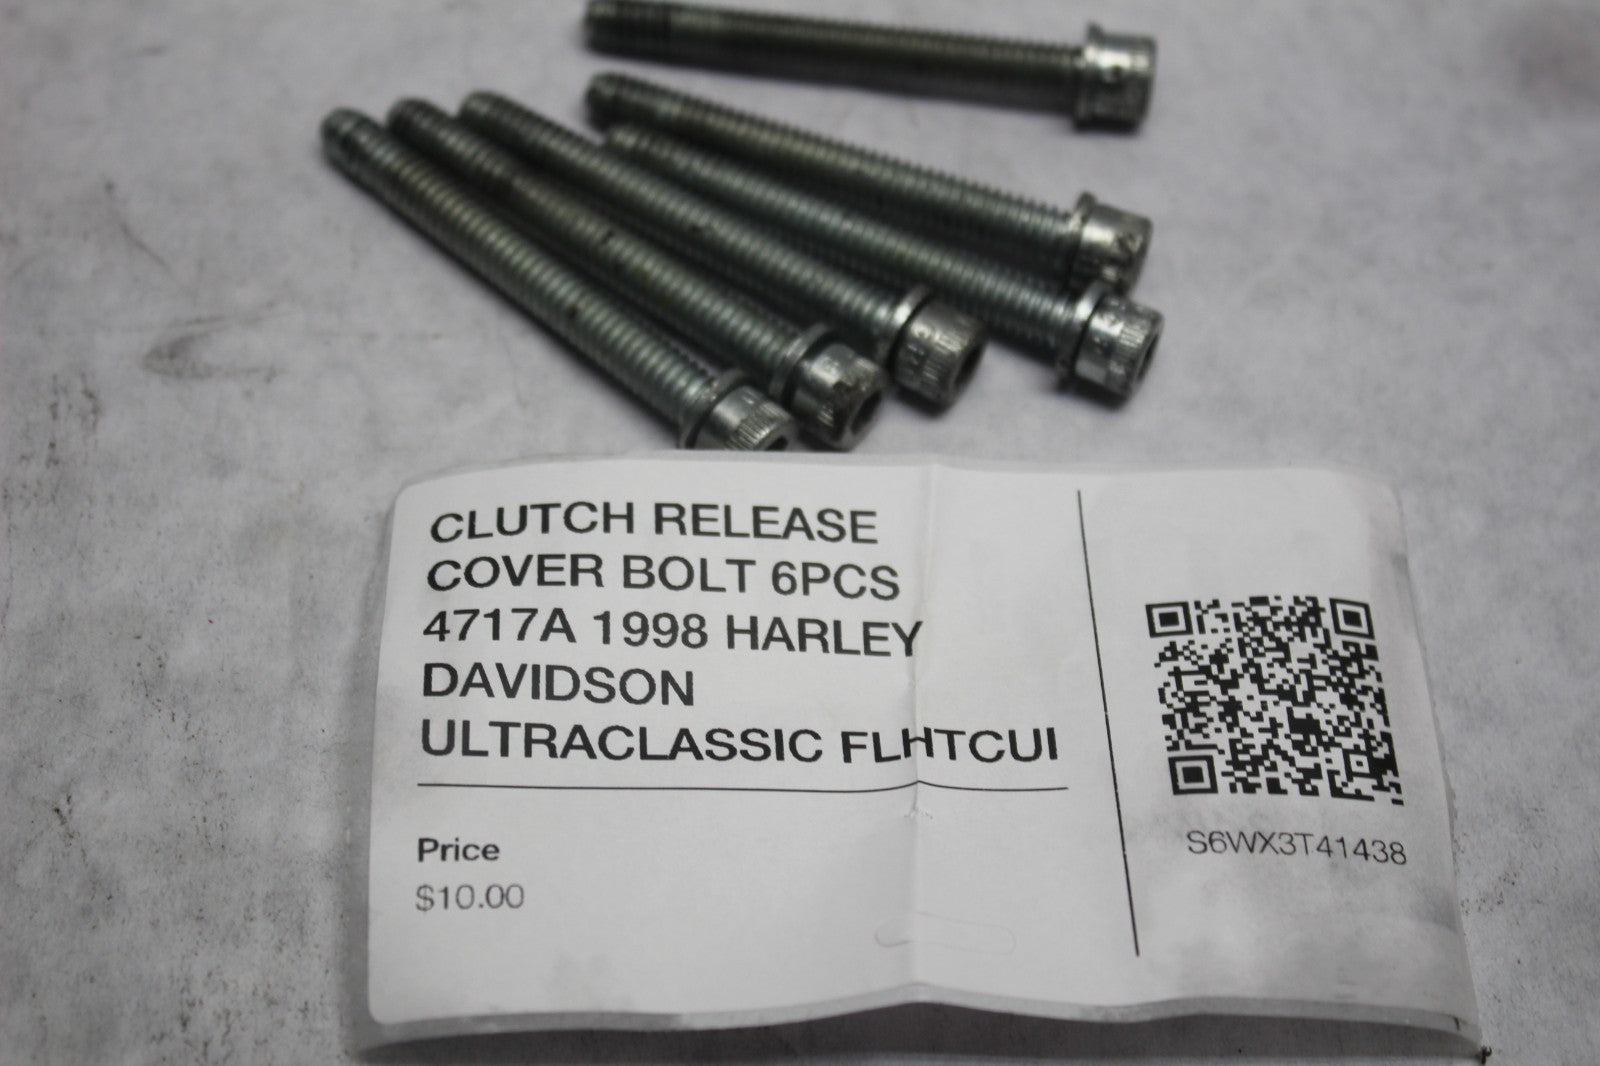 CLUTCH RELEASE
COVER BOLT 6PCS
4717A 1998 HARLEY
DAVIDSON
ULTRACLASSIC FLHTCUI
Price
$10.00
S6WX3T41438